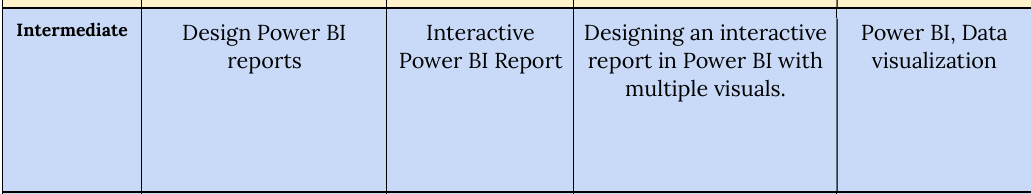 Intermediate
Design Power BI
reports
Interactive
Power BI Report
Designing an interactive
report in Power BI with
multiple visuals.
Power BI, Data
visualization